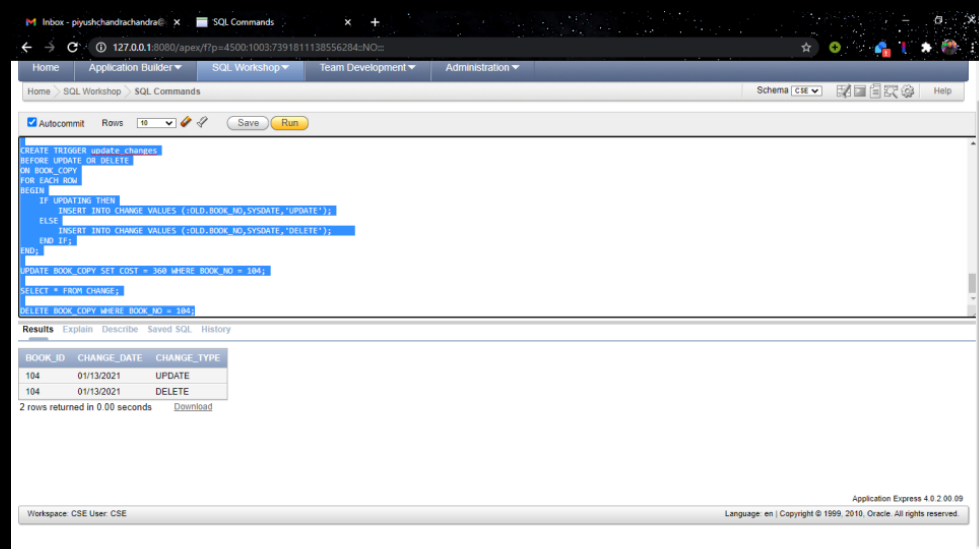 Inbox - piyushchandrachandra@ × SQL Commands × +
127.0.0.1:8080/apex/f?p=4500:1003:7391811138556284::NO:::
Home Application Builder SQL Workshop Team Development Administration
Home > SQL Workshop > SQL Commands Schema CSE Help
Autocommit Rows 10 Save Run
CREATE TRIGGER update_changes
BEFORE UPDATE OR DELETE
ON BOOK_COPY
FOR EACH ROW
BEGIN
IF UPDATING THEN
INSERT INTO CHANGE VALUES (:OLD.BOOK_NO,SYSDATE,'UPDATE');
ELSE
INSERT INTO CHANGE VALUES (:OLD.BOOK_NO,SYSDATE,'DELETE');
END IF;
END;
UPDATE BOOK_COPY SET COST = 360 WHERE BOOK_NO = 104;
SELECT * FROM CHANGE;
DELETE BOOK_COPY WHERE BOOK_NO = 104;
Results Explain Describe Saved SQL History
BOOK_ID CHANGE_DATE CHANGE_TYPE
104 01/13/2021 UPDATE
104 01/13/2021 DELETE
2 rows returned in 0.00 seconds Download
Application Express 4.0.2.00.09
Workspace: CSE User: CSE Language: en | Copyright © 1999, 2010, Oracle. All rights reserved.